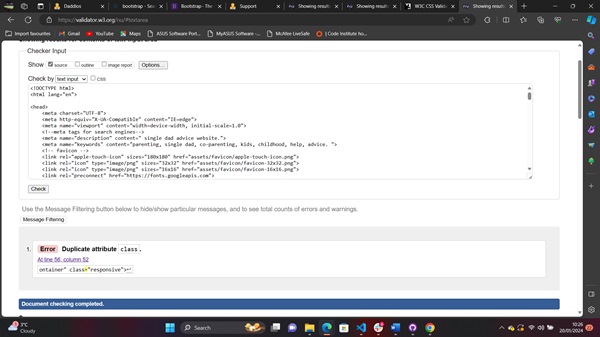 Daddios
bootstrap - Sea
Bootstrap - The
Support
Showing results
Showing results
W3C CSS Valida
Showing resul
https://validator.w3.org/nu/#textarea
Import favourites
Gmail
YouTube
Maps
ASUS Software Port...
MyASUS Software -...
McAfee LiveSafe
| Code Institute ho...
Checker Input
Show source outline image report Options...
Check by text input css
<!DOCTYPE html>
<html lang="en">
<head>
<meta charset="UTF-8">
<meta http-equiv="X-UA-Compatible" content="IE=edge">
<meta name="viewport" content="width=device-width, initial-scale=1.0">
<!--meta tags for search engines-->
<meta name="description" content=" single dad advice website.">
<meta name="keywords" content="parenting, single dad, co-parenting, kids, childhood, help, advice. ">
<!-- favicon -->
<link rel="apple-touch-icon" sizes="180x180" href="assets/favicon/apple-touch-icon.png">
<link rel="icon" type="image/png" sizes="32x32" href="assets/favicon/favicon-32x32.png">
<link rel="icon" type="image/png" sizes="16x16" href="assets/favicon/favicon-16x16.png">
<link rel="preconnect" href="https://fonts.googleapis.com">
Check
Use the Message Filtering button below to hide/show particular messages, and to see total counts of errors and warnings.
Message Filtering
1. Error Duplicate attribute class.
At line 56, column 52
ontainer" class="responsive">↩
Document checking completed.
3°C
Cloudy
Search
10:26
20/01/2024